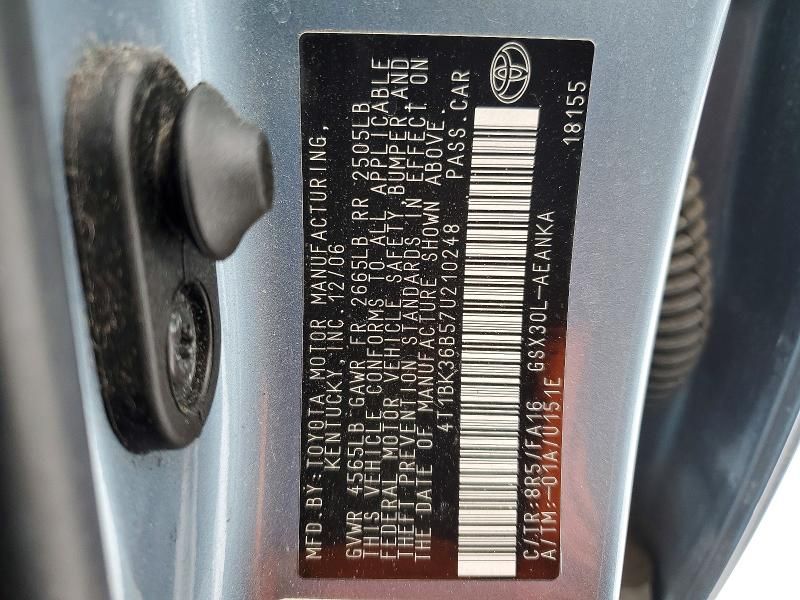 MFD.BY:TOYOTA MOTOR MANUFACTURING,
KENTUCKY, INC. 12/06
GVWR 4565LB GAWR FR 2665LB RR 2505LB
THIS VEHICLE CONFORMS TO ALL APPLICABLE
FEDERAL MOTOR VEHICLE SAFETY, BUMPER, AND
THEFT PREVENTION STANDARDS IN EFFECT ON
THE DATE OF MANUFACTURE SHOWN ABOVE.
4T1BK36B57U210248 PASS.CAR
C/TR:8R5/FA16 GSX30L-AEANKA
A/TM:-01A/U151E 18155